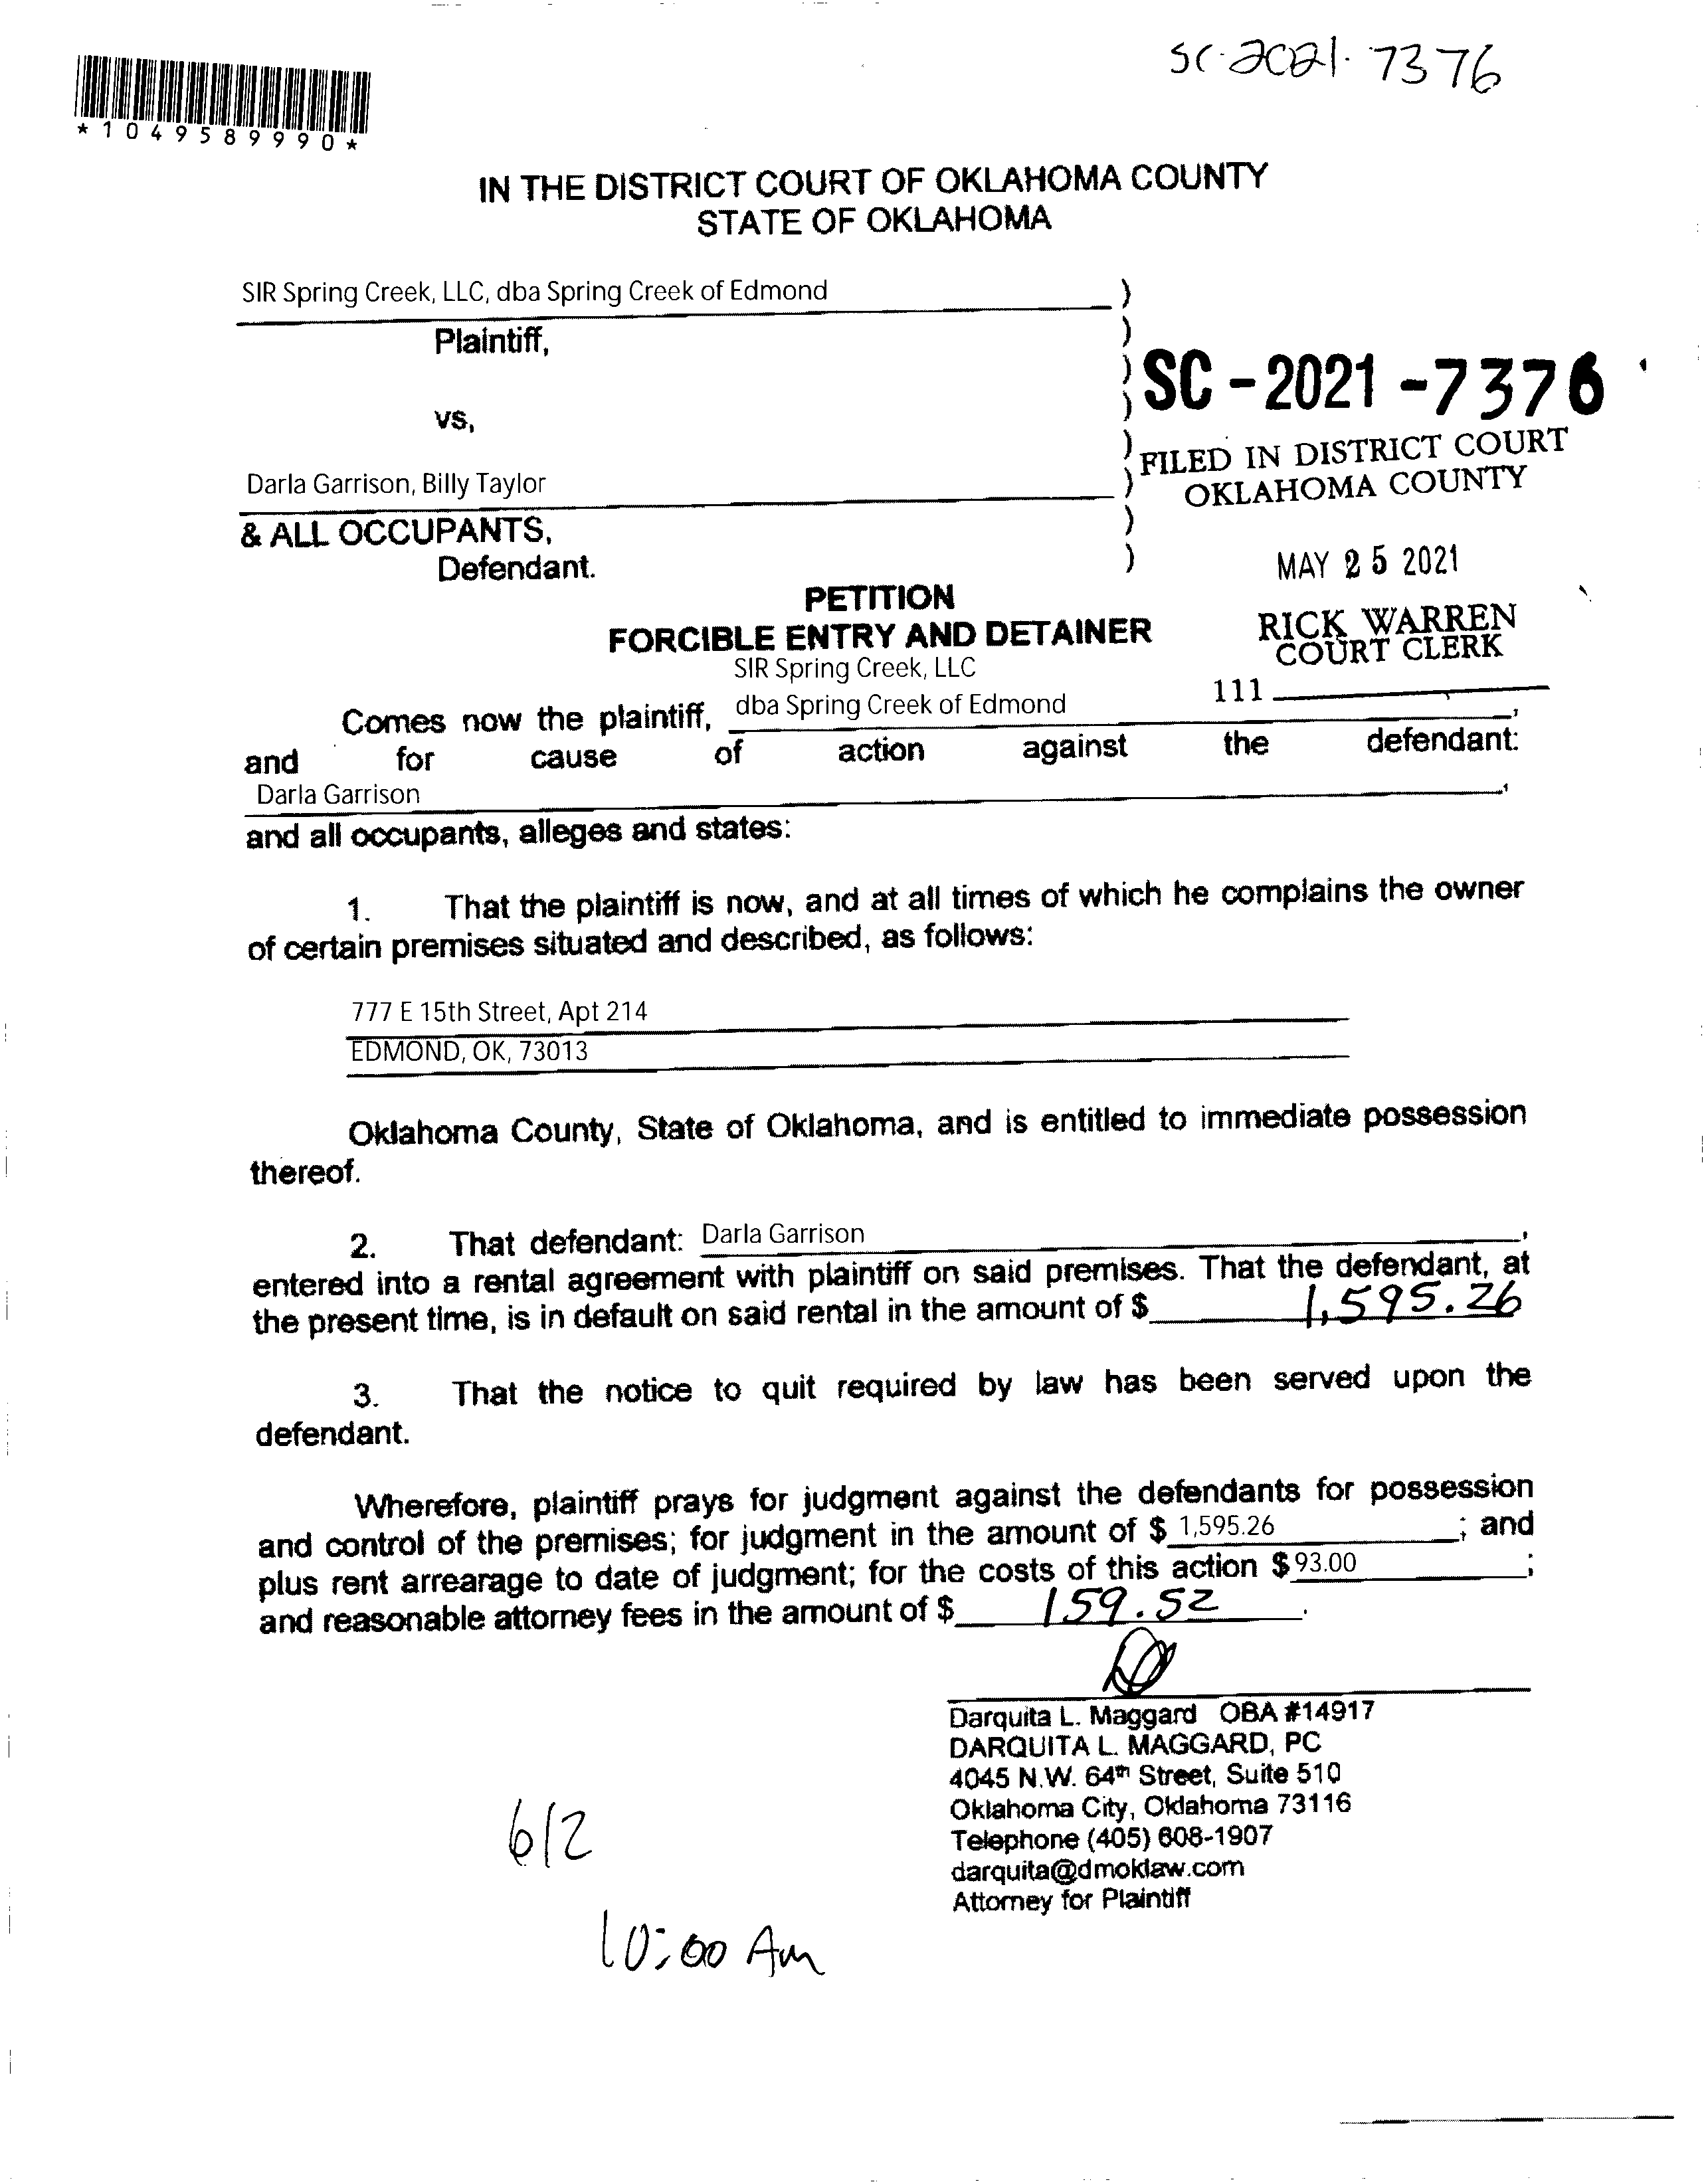 SC-2021-7376
*1049589990*
IN THE DISTRICT COURT OF OKLAHOMA COUNTY
STATE OF OKLAHOMA
SIR Spring Creek, LLC, dba Spring Creek of Edmond )
Plaintiff, )
)
SC - 2021 - 7376
vs, )
) FILED IN DISTRICT COURT
Darla Garrison, Billy Taylor ) OKLAHOMA COUNTY
& ALL OCCUPANTS, )
Defendant. ) MAY 25 2021
PETITION
FORCIBLE ENTRY AND DETAINER
RICK WARREN
COURT CLERK
111
SIR Spring Creek, LLC
Comes now the plaintiff, dba Spring Creek of Edmond,
and for cause of action against the defendant:
Darla Garrison,
and all occupants, alleges and states:
1. That the plaintiff is now, and at all times of which he complains the owner
of certain premises situated and described, as follows:
777 E 15th Street, Apt 214
EDMOND, OK, 73013
Oklahoma County, State of Oklahoma, and is entitled to immediate possession
thereof.
2. That defendant: Darla Garrison,
entered into a rental agreement with plaintiff on said premises. That the defendant, at
the present time, is in default on said rental in the amount of $ 1,595.26
3. That the notice to quit required by law has been served upon the
defendant.
Wherefore, plaintiff prays for judgment against the defendants for possession
and control of the premises; for judgment in the amount of $ 1,595.26; and
plus rent arrearage to date of judgment; for the costs of this action $ 93.00;
and reasonable attorney fees in the amount of $ 159.52.
Darquita L. Maggard OBA #14917
DARQUITA L. MAGGARD, PC
4045 N.W. 64th Street, Suite 510
Oklahoma City, Oklahoma 73116
Telephone (405) 608-1907
darquita@dmoklaw.com
Attorney for Plaintiff
6/2
10:00 Am